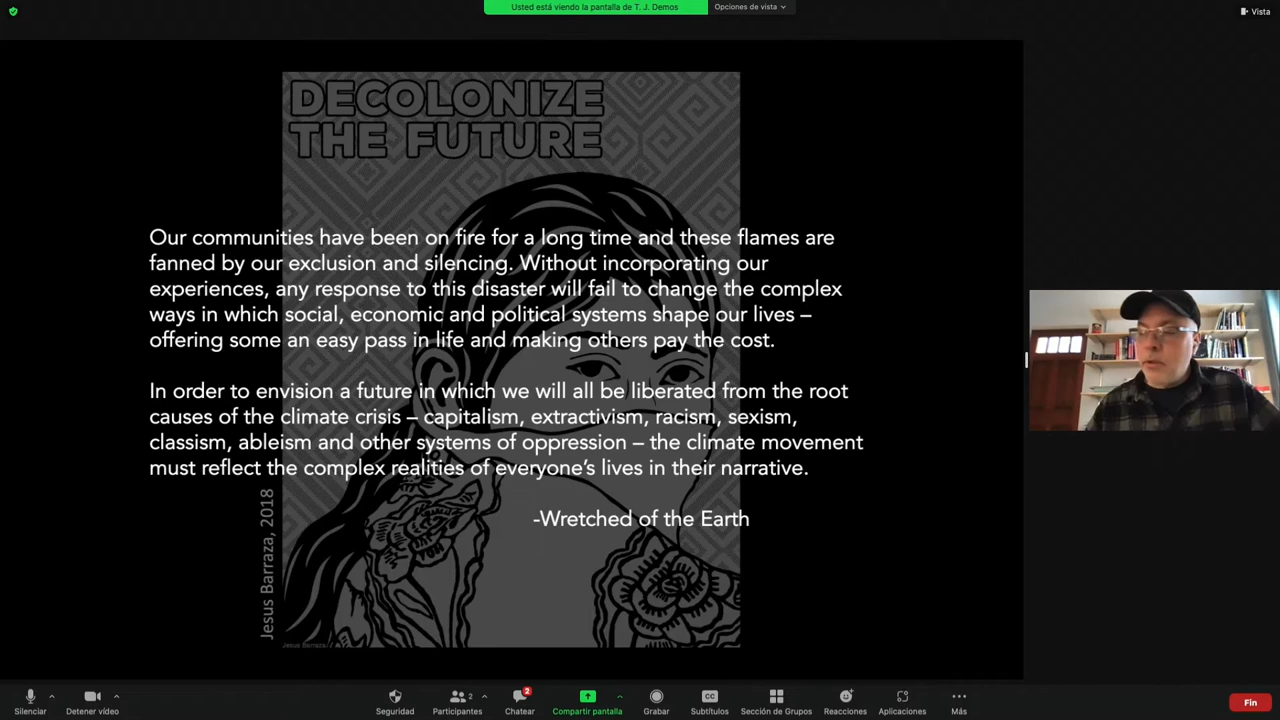 Usted está viendo la pantalla de T. J. Demos
Opciones de vista
Vista
DECOLONIZE
THE FUTURE
Our communities have been on fire for a long time and these flames are
fanned by our exclusion and silencing. Without incorporating our
experiences, any response to this disaster will fail to change the complex
ways in which social, economic and political systems shape our lives –
offering some an easy pass in life and making others pay the cost.
In order to envision a future in which we will all be liberated from the root
causes of the climate crisis – capitalism, extractivism, racism, sexism,
classism, ableism and other systems of oppression – the climate movement
must reflect the complex realities of everyone’s lives in their narrative.
-Wretched of the Earth
Jesus Barraza, 2018
Jesus Barraza
Silenciar
Detener vídeo
Seguridad
2
Participantes
2
Chatear
Compartir pantalla
Grabar
CC
Subtítulos
Sección de Grupos
Reacciones
Aplicaciones
Más
Fin